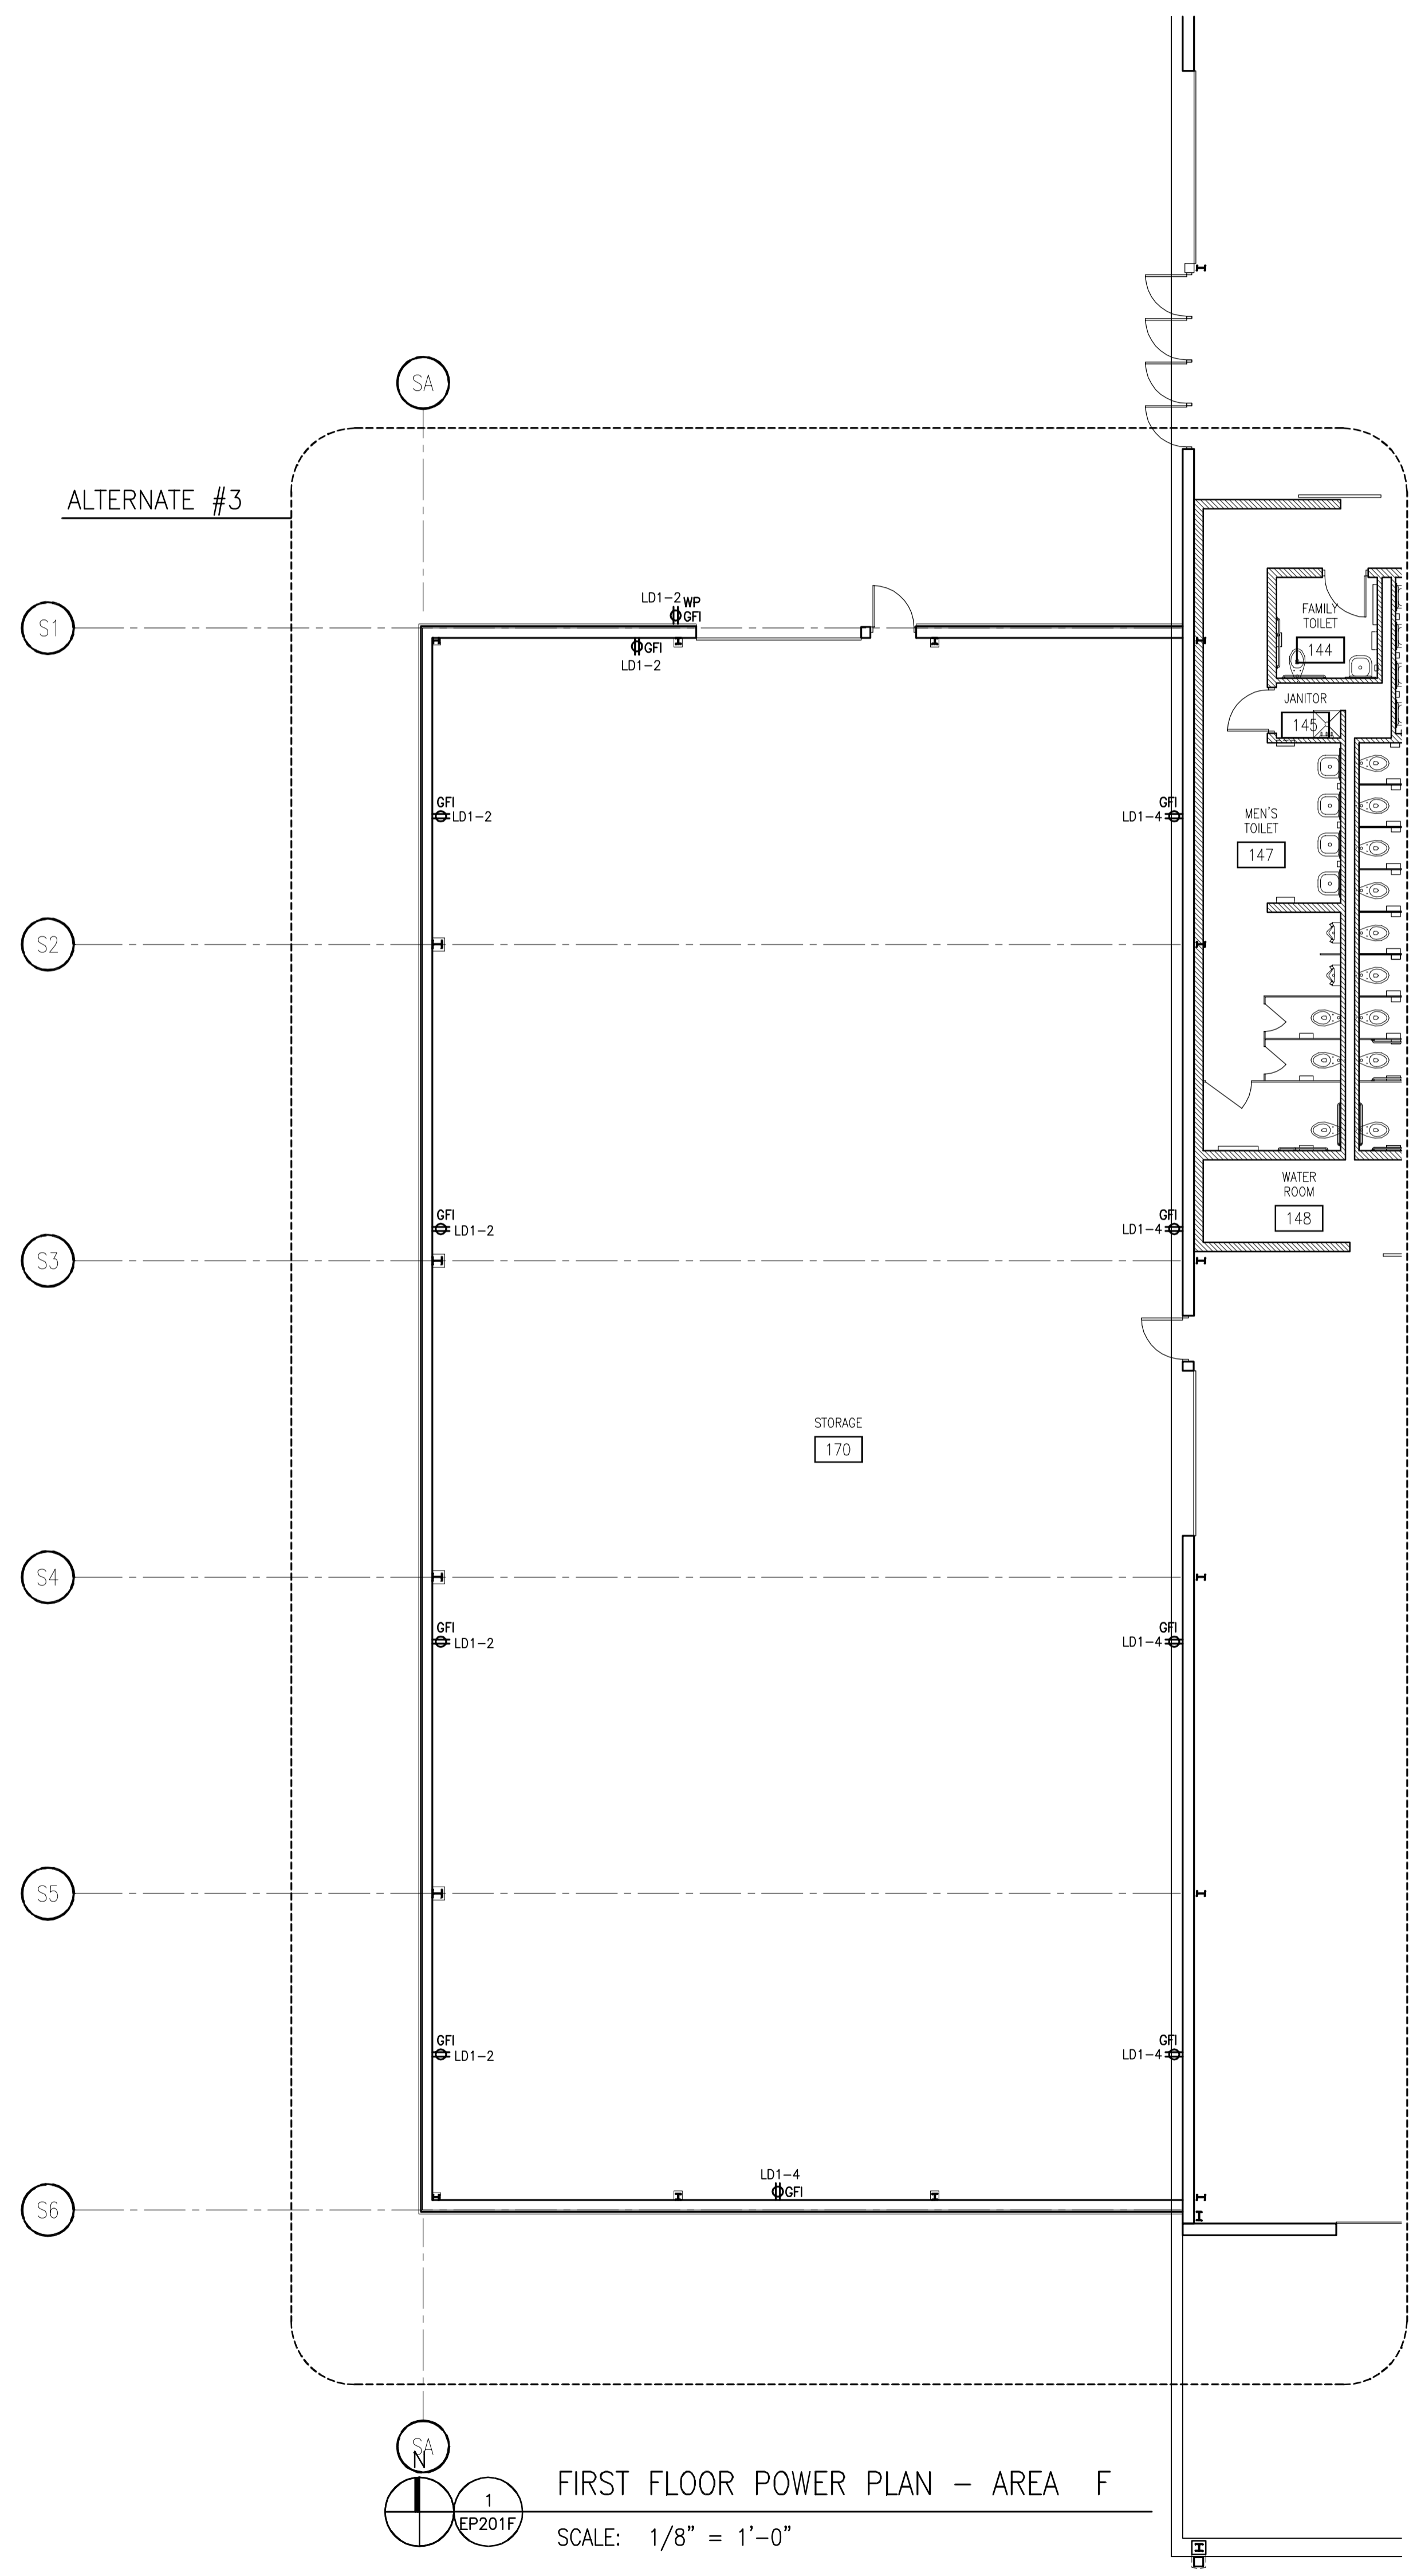 SA
ALTERNATE #3
S1
LD1-2 WP
GFI
GFI
LD1-2
FAMILY
TOILET
144
JANITOR
145
GFI
LD1-2
GFI
LD1-4
MEN'S
TOILET
147
S2
WATER
ROOM
148
GFI
LD1-2
GFI
LD1-4
S3
STORAGE
170
S4
GFI
LD1-2
GFI
LD1-4
S5
GFI
LD1-2
GFI
LD1-4
LD1-4
GFI
S6
SA
N
1
EP201F
FIRST FLOOR POWER PLAN - AREA F
SCALE: 1/8" = 1'-0"